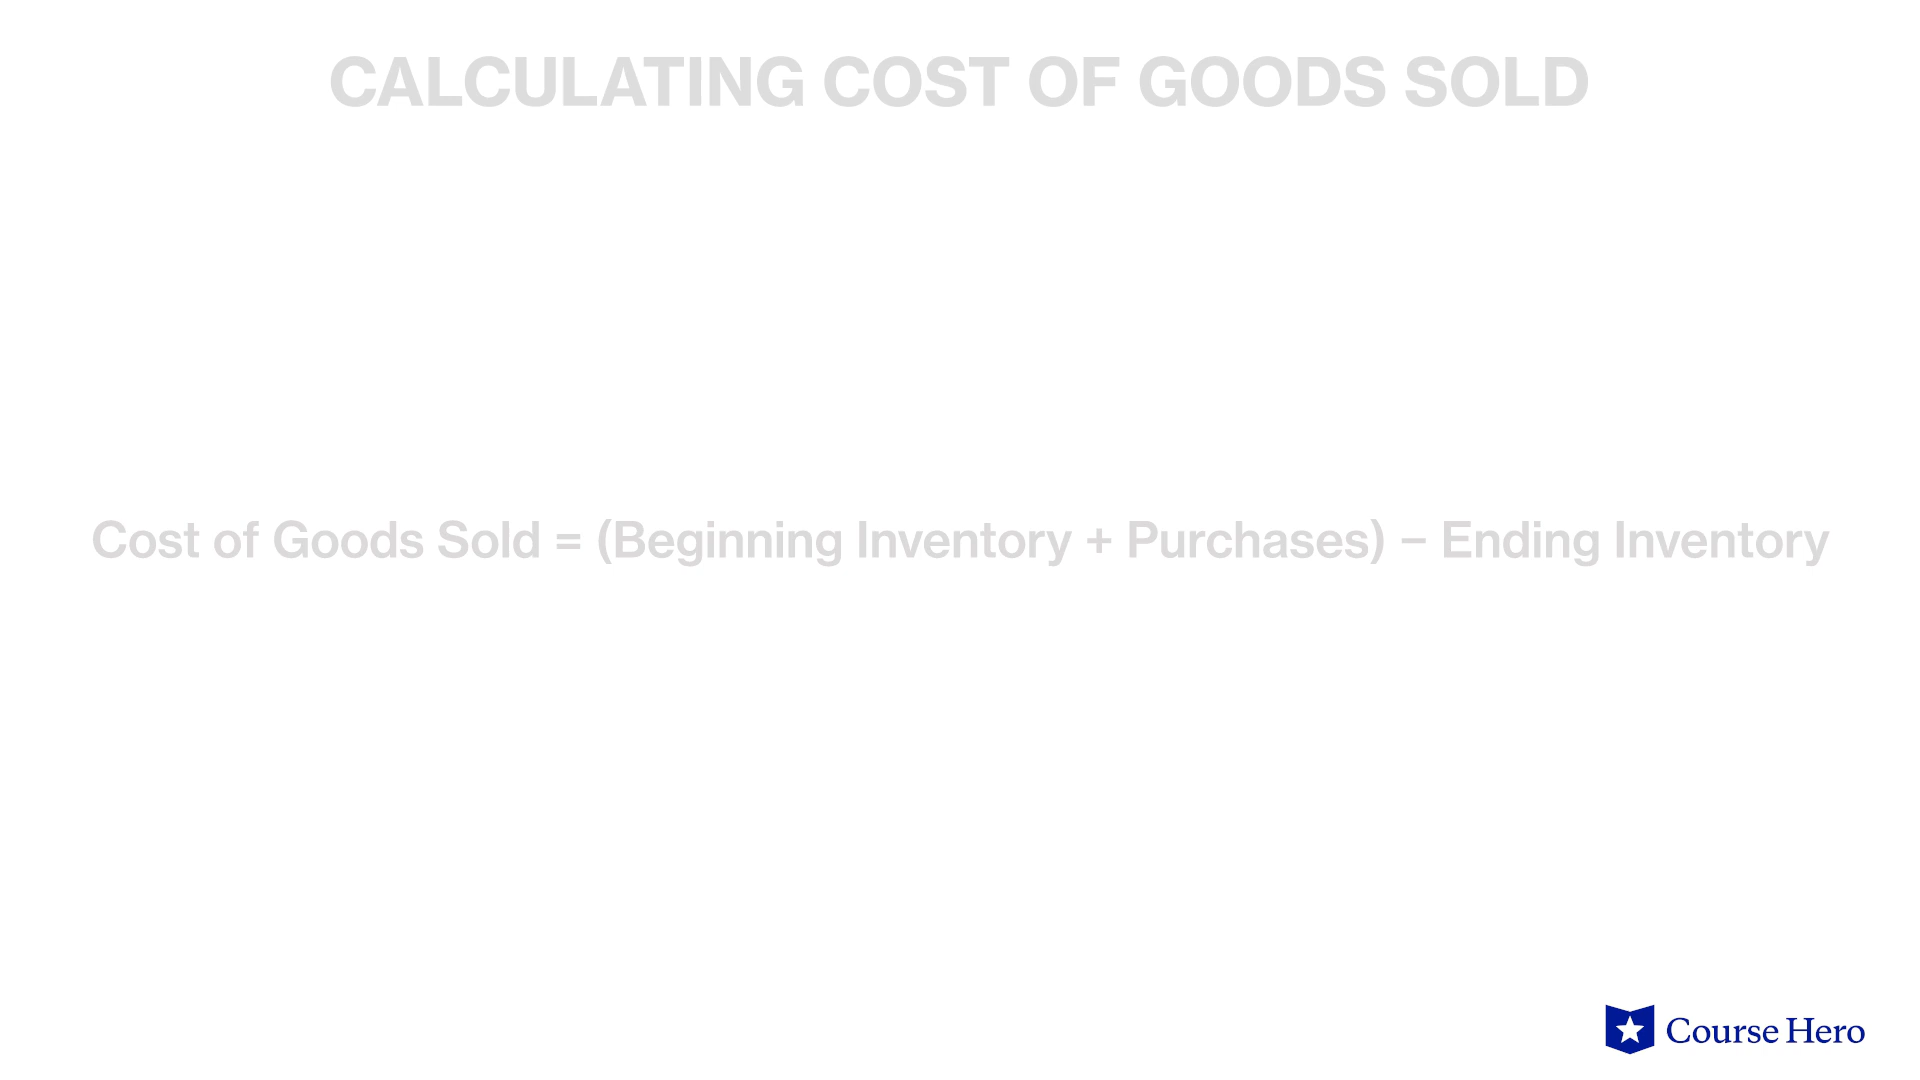 CALCULATING COST OF GOODS SOLD
Cost of Goods Sold = (Beginning Inventory + Purchases) – Ending Inventory
Course Hero